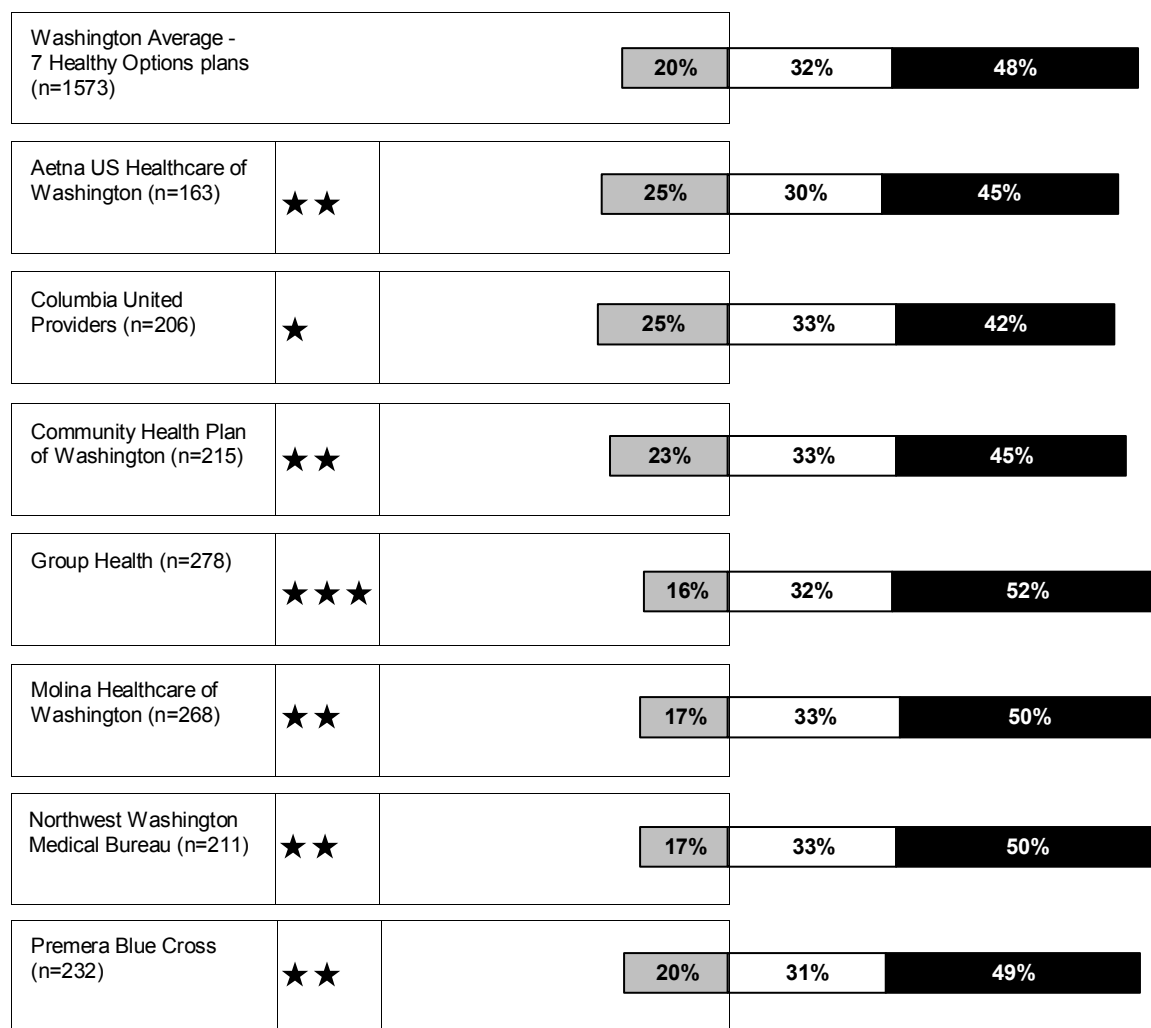 Washington Average -
7 Healthy Options plans
(n=1573)
20% 32% 48%
Aetna US Healthcare of
Washington (n=163)
★★
25% 30% 45%
Columbia United
Providers (n=206)
★
25% 33% 42%
Community Health Plan
of Washington (n=215)
★★
23% 33% 45%
Group Health (n=278)
★★★
16% 32% 52%
Molina Healthcare of
Washington (n=268)
★★
17% 33% 50%
Northwest Washington
Medical Bureau (n=211)
★★
17% 33% 50%
Premera Blue Cross
(n=232)
★★
20% 31% 49%